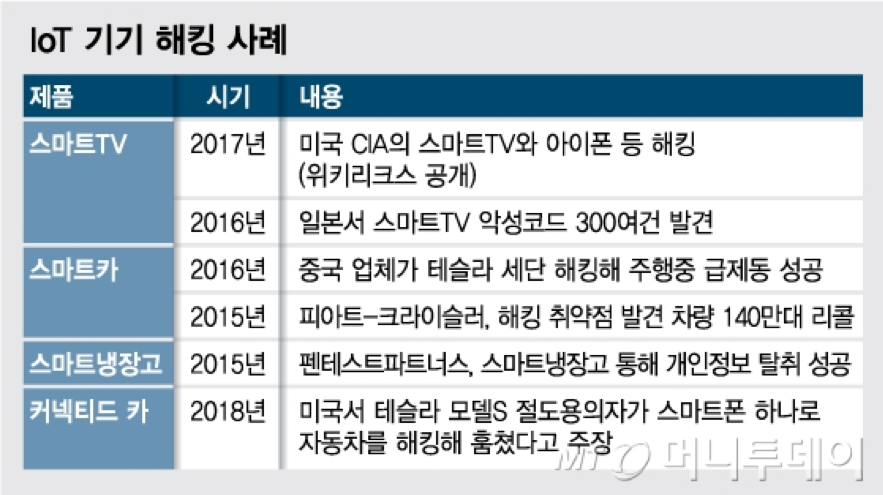 IoT 기기 해킹 사례
제품 시기 내용
스마트TV 2017년 미국 CIA의 스마트TV와 아이폰 등 해킹
(위키리크스 공개)
2016년 일본서 스마트TV 악성코드 300여건 발견
스마트카 2016년 중국 업체가 테슬라 세단 해킹해 주행중 급제동 성공
2015년 피아트-크라이슬러, 해킹 취약점 발견 차량 140만대 리콜
스마트냉장고 2015년 펜테스트파트너스, 스마트냉장고 통해 개인정보 탈취 성공
커넥티드 카 2018년 미국서 테슬라 모델S 절도용의자가 스마트폰 하나로
자동차를 해킹해 훔쳤다고 주장
MT 머니투데이